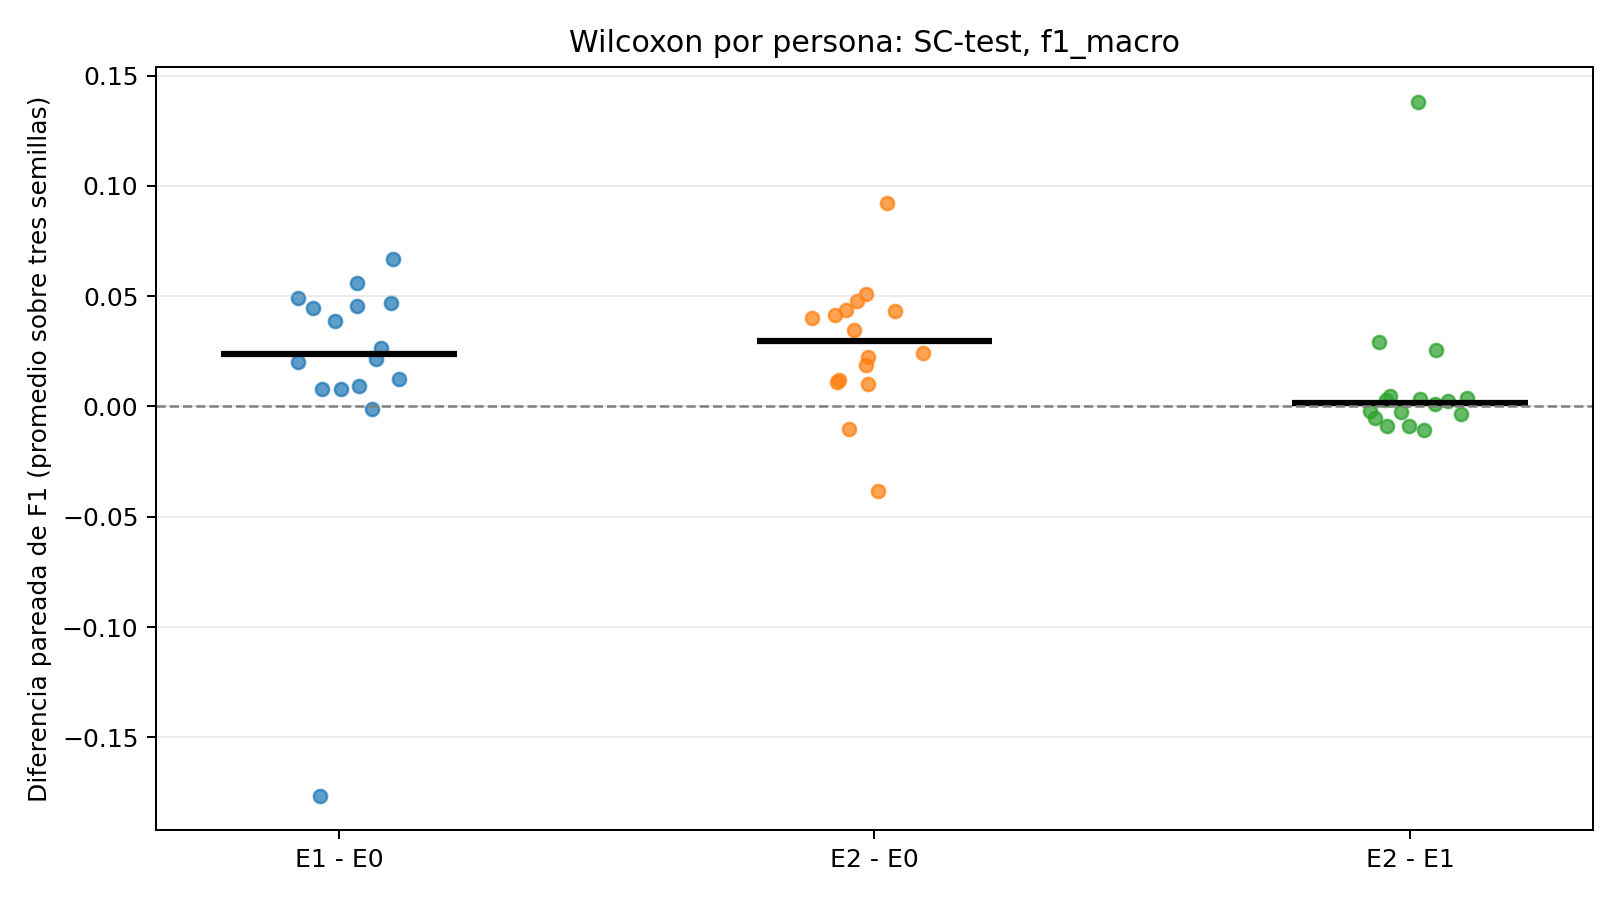 Wilcoxon por persona: SC-test, f1_macro
Diferencia pareada de F1 (promedio sobre tres semillas)
0.15
0.10
0.05
0.00
−0.05
−0.10
−0.15
E1 - E0
E2 - E0
E2 - E1